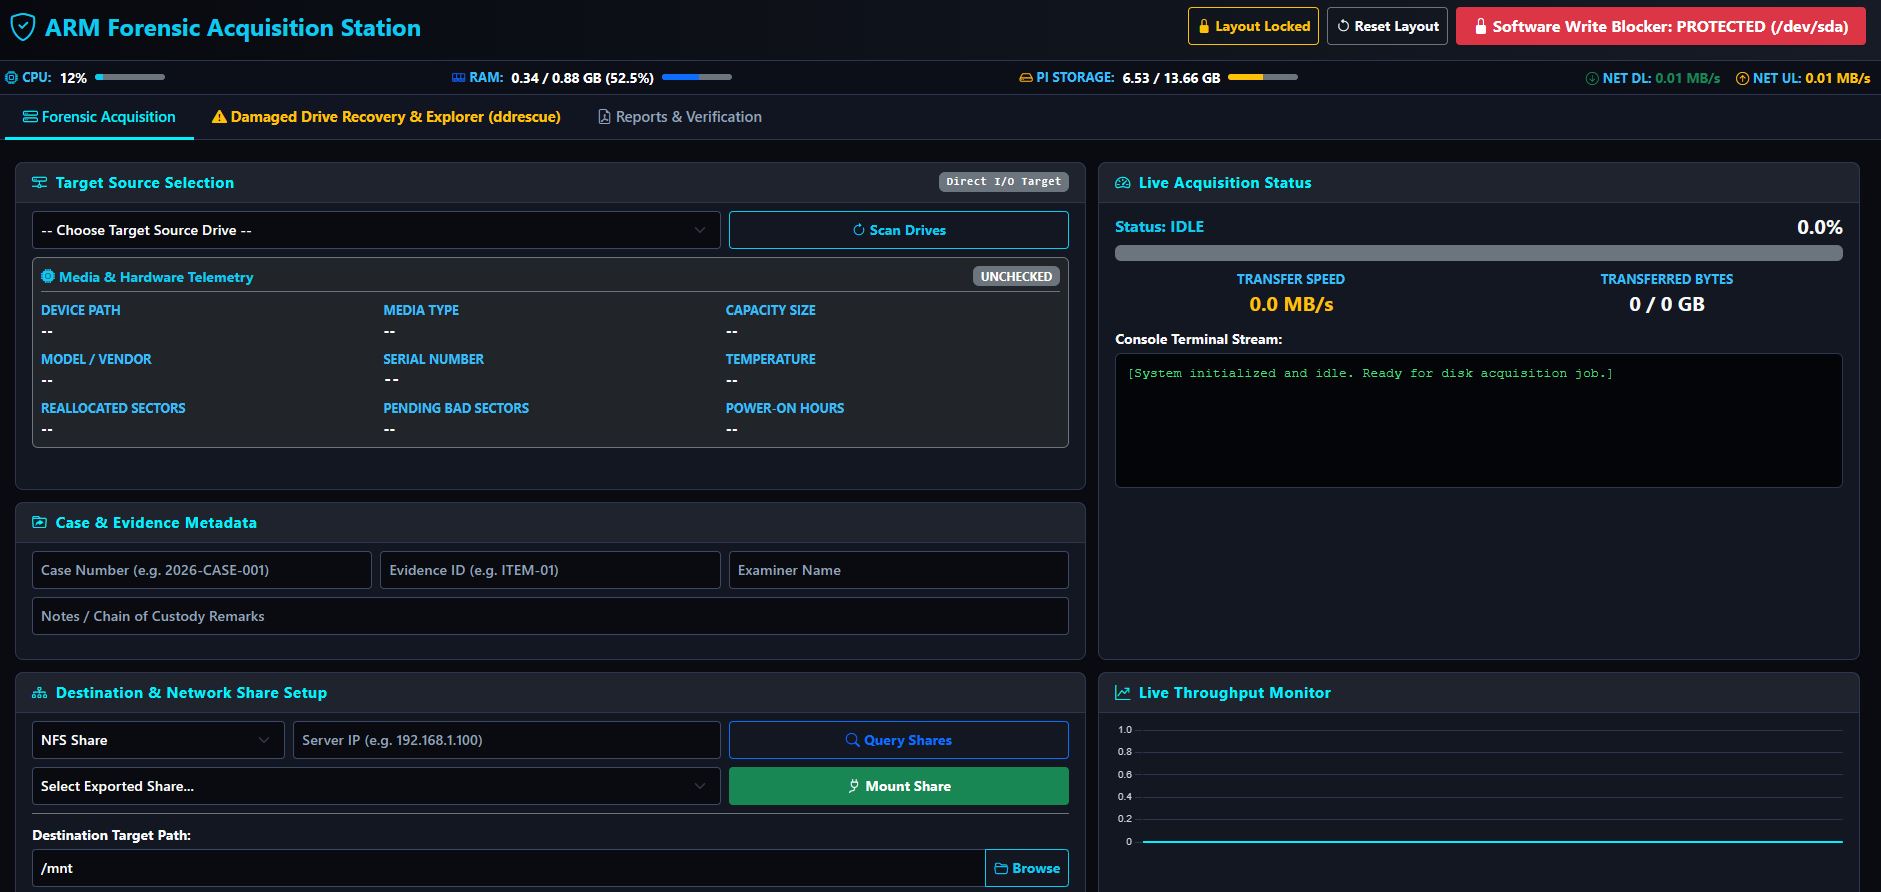 ARM Forensic Acquisition Station
Layout Locked
Reset Layout
Software Write Blocker: PROTECTED (/dev/sda)
CPU: 12%
RAM: 0.34 / 0.88 GB (52.5%)
PI STORAGE: 6.53 / 13.66 GB
NET DL: 0.01 MB/s
NET UL: 0.01 MB/s
Forensic Acquisition
Damaged Drive Recovery & Explorer (ddrescue)
Reports & Verification
Target Source Selection
Direct I/O Target
-- Choose Target Source Drive --
Scan Drives
Media & Hardware Telemetry
UNCHECKED
DEVICE PATH
--
MEDIA TYPE
--
CAPACITY SIZE
--
MODEL / VENDOR
--
SERIAL NUMBER
--
TEMPERATURE
--
REALLOCATED SECTORS
--
PENDING BAD SECTORS
--
POWER-ON HOURS
--
Case & Evidence Metadata
Case Number (e.g. 2026-CASE-001)
Evidence ID (e.g. ITEM-01)
Examiner Name
Notes / Chain of Custody Remarks
Destination & Network Share Setup
NFS Share
Server IP (e.g. 192.168.1.100)
Query Shares
Select Exported Share...
Mount Share
Destination Target Path:
/mnt
Browse
Live Acquisition Status
Status: IDLE
0.0%
TRANSFER SPEED
0.0 MB/s
TRANSFERRED BYTES
0 / 0 GB
Console Terminal Stream:
[System initialized and idle. Ready for disk acquisition job.]
Live Throughput Monitor
1.0
0.8
0.6
0.4
0.2
0